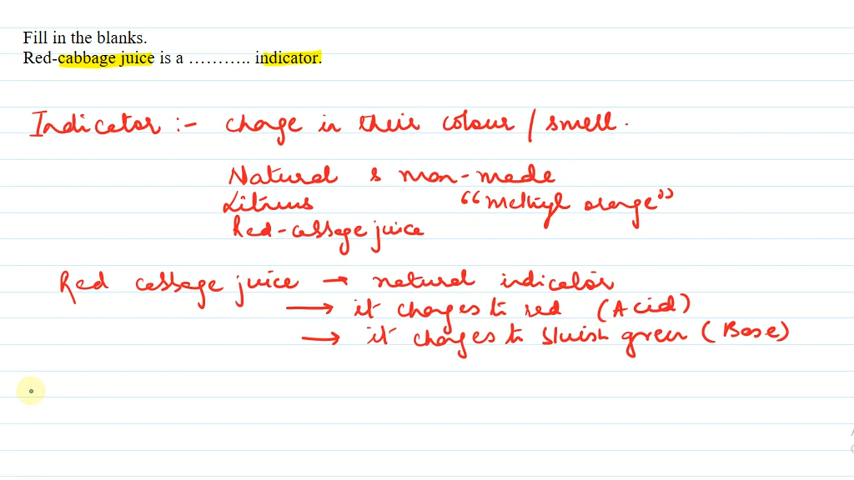 Fill in the blanks.
Red-cabbage juice is a ……….. indicator.
Indicator :- change in their colour / smell.
Natural & man-made
Litmus "methyl orange"
Red-cabbage juice
Red cabbage juice → natural indicator
→ it changes to red (Acid)
→ it changes to bluish green (Base)